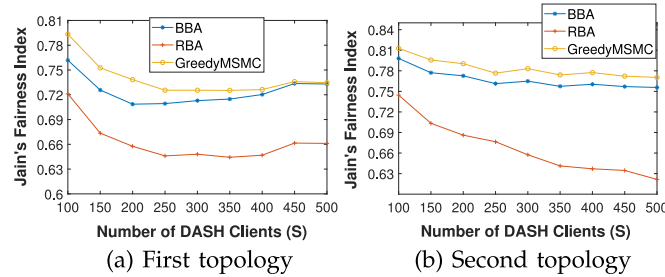 0.81
0.78
0.75
0.72
0.69
0.66
0.63
0.6
Jain's Fairness Index
BBA
RBA
GreedyMSMC
100 150 200 250 300 350 400 450 500
Number of DASH Clients (S)
(a) First topology
0.84
0.81
0.78
0.75
0.72
0.69
0.66
0.63
Jain's Fairness Index
BBA
RBA
GreedyMSMC
100 150 200 250 300 350 400 450 500
Number of DASH Clients (S)
(b) Second topology